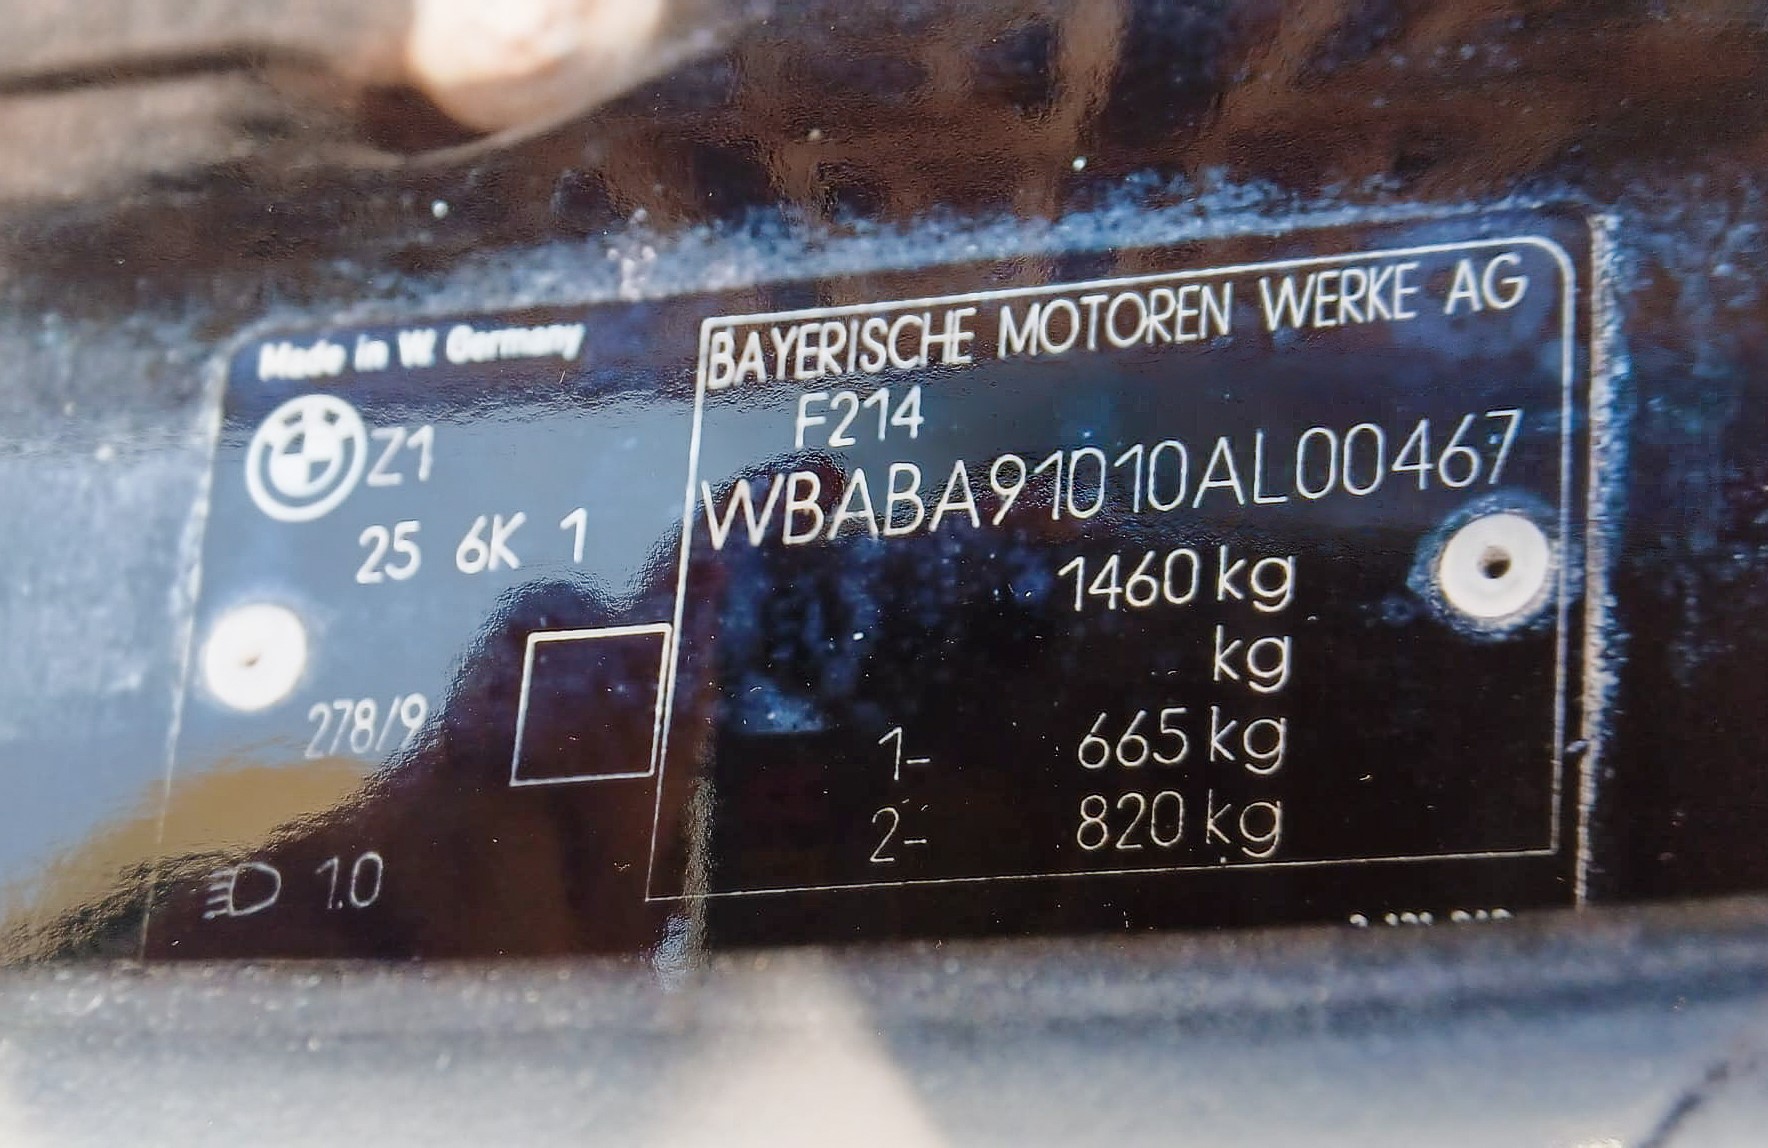 Made in W. Germany
Z1
25 6K 1
278/9
1.0
BAYERISCHE MOTOREN WERKE AG
F214
WBABA91010AL00467
1460 kg
kg
1- 665 kg
2- 820 kg